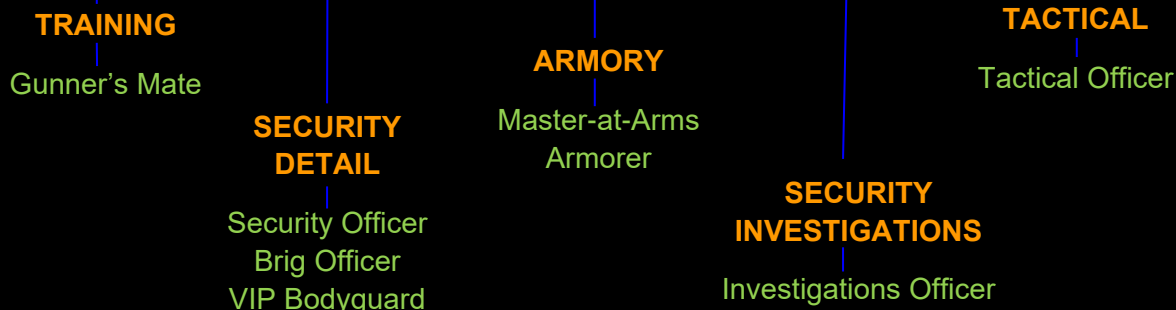 TRAINING
Gunner's Mate
SECURITY
DETAIL
Security Officer
Brig Officer
VIP Bodyguard
ARMORY
Master-at-Arms
Armorer
SECURITY
INVESTIGATIONS
Investigations Officer
TACTICAL
Tactical Officer